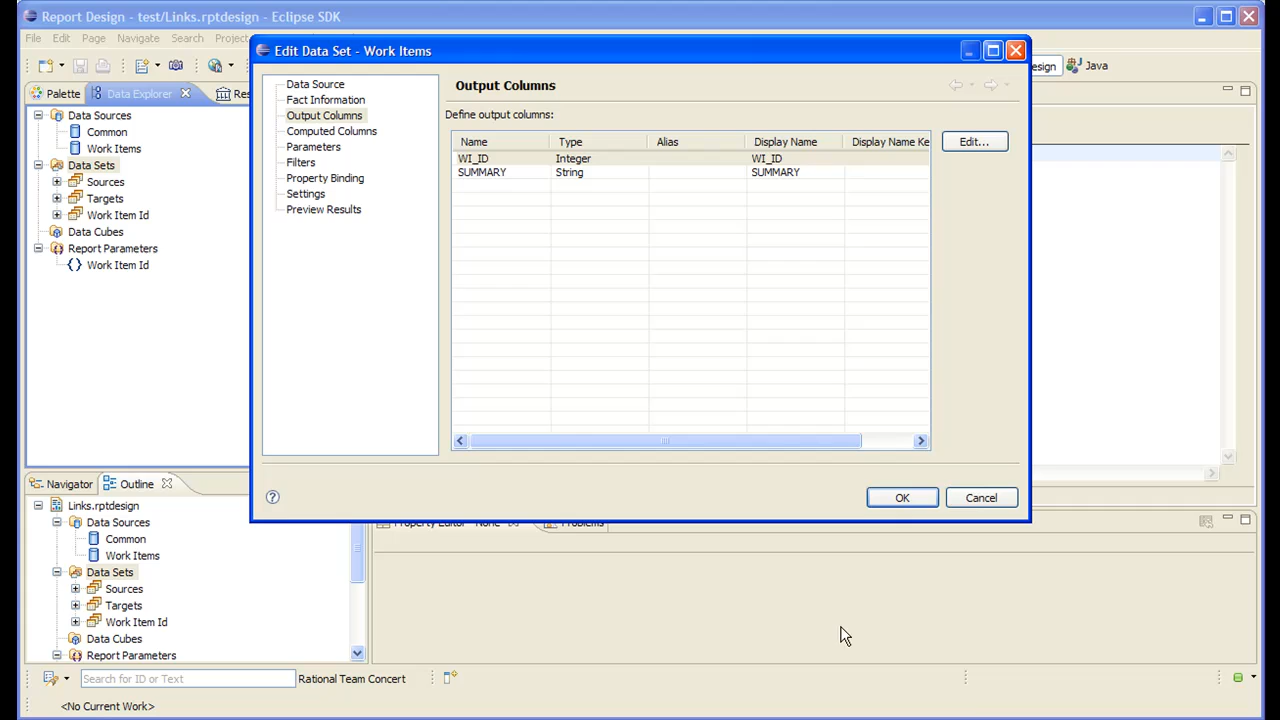 Report Design - test/Links.rptdesign - Eclipse SDK
File Edit Page Navigate Search Project
Java
Palette Data Explorer
Data Sources
Common
Work Items
Data Sets
Sources
Targets
Work Item Id
Data Cubes
Report Parameters
Work Item Id
Edit Data Set - Work Items
Data Source
Fact Information
Output Columns
Computed Columns
Parameters
Filters
Property Binding
Settings
Preview Results
Output Columns
Define output columns:
Name Type Alias Display Name Display Name Ke
WI_ID Integer WI_ID
SUMMARY String SUMMARY
Edit...
OK Cancel
Navigator Outline
Links.rptdesign
Data Sources
Common
Work Items
Data Sets
Sources
Targets
Work Item Id
Data Cubes
Report Parameters
Search for ID or Text Rational Team Concert
<No Current Work>